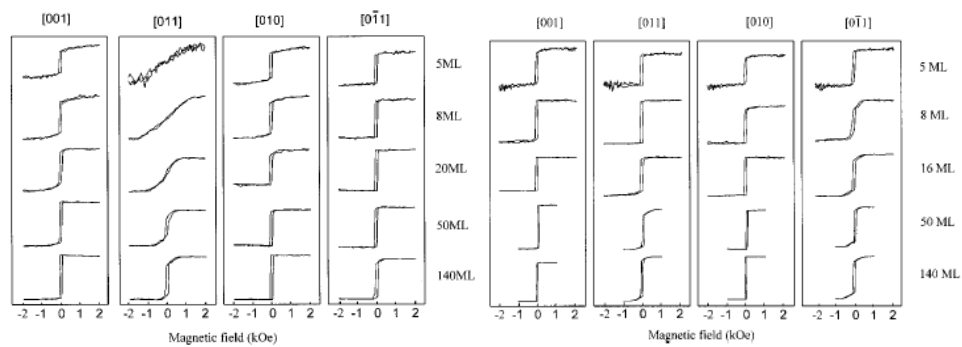 [001] [011] [010] [01̅1]
5ML
8ML
20ML
50ML
140ML
-2 -1 0 1 2 -2 -1 0 1 2 -2 -1 0 1 2 -2 -1 0 1 2
Magnetic field (kOe)
[001] [011] [010] [01̅1]
5 ML
8 ML
16 ML
50 ML
140 ML
-2 -1 0 1 2 -2 -1 0 1 2 -2 -1 0 1 2 -2 -1 0 1 2
Magnetic field (kOe)